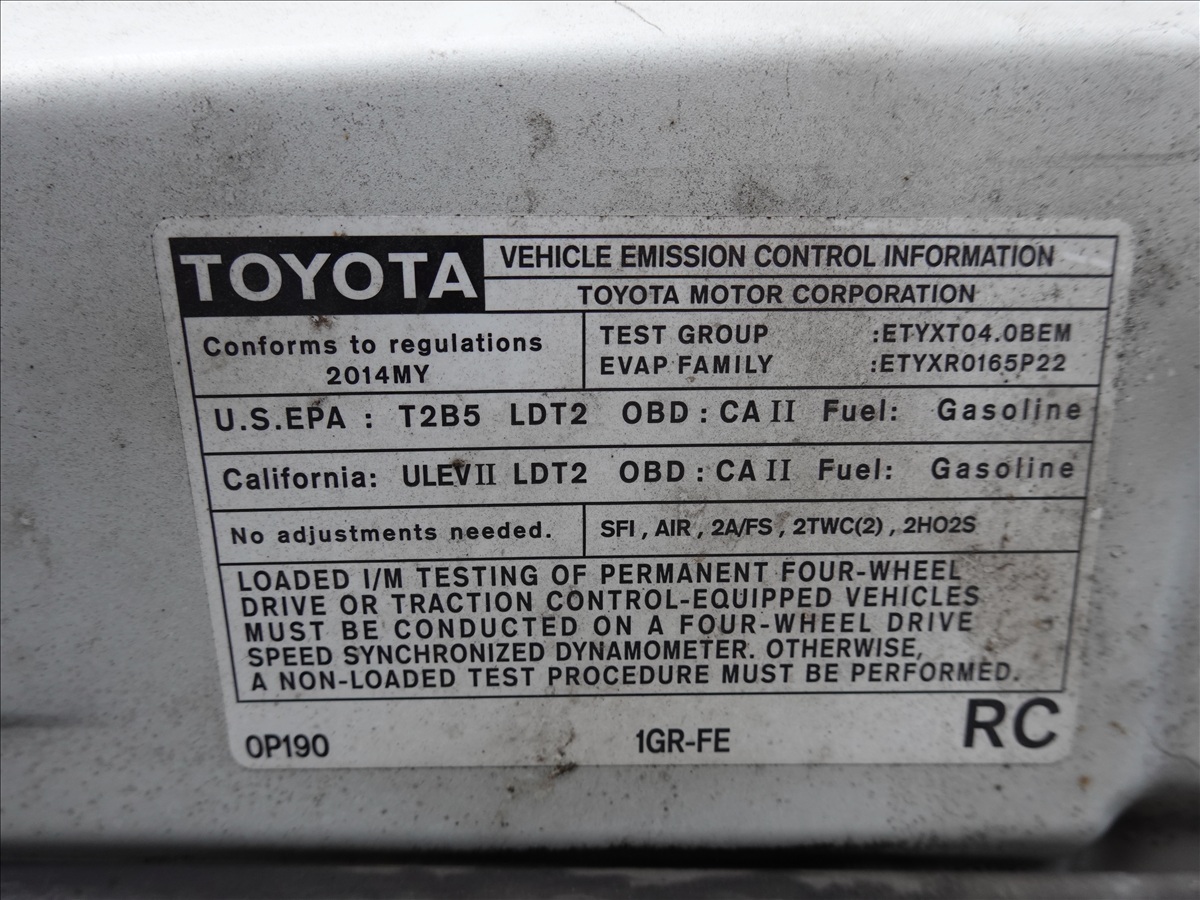 TOYOTA VEHICLE EMISSION CONTROL INFORMATION
TOYOTA MOTOR CORPORATION
Conforms to regulations
2014MY
TEST GROUP :ETYXT04.0BEM
EVAP FAMILY :ETYXR0165P22
U.S.EPA : T2B5 LDT2 OBD : CA II Fuel: Gasoline
California: ULEVII LDT2 OBD : CA II Fuel: Gasoline
No adjustments needed. SFI , AIR , 2A/FS , 2TWC(2) , 2HO2S
LOADED I/M TESTING OF PERMANENT FOUR-WHEEL
DRIVE OR TRACTION CONTROL-EQUIPPED VEHICLES
MUST BE CONDUCTED ON A FOUR-WHEEL DRIVE
SPEED SYNCHRONIZED DYNAMOMETER. OTHERWISE,
A NON-LOADED TEST PROCEDURE MUST BE PERFORMED.
0P190 1GR-FE RC